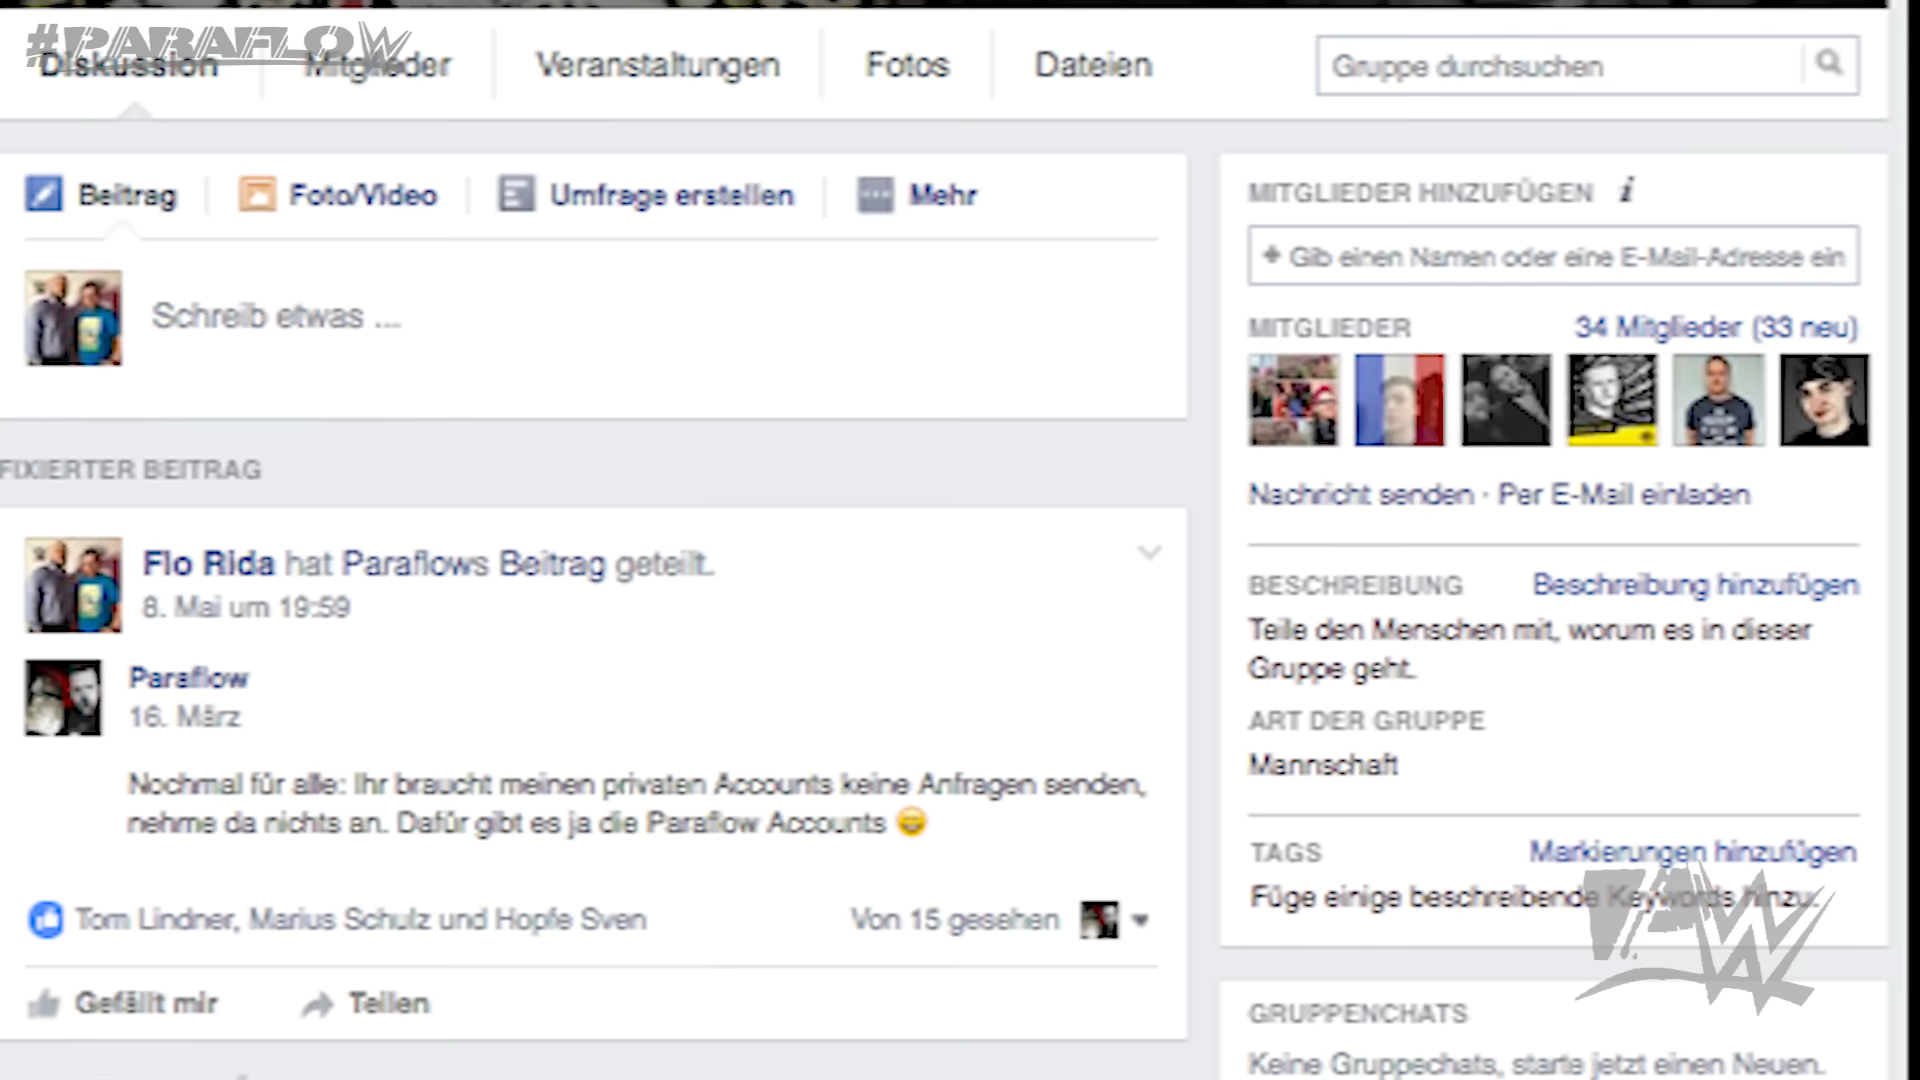 #PARAFLOW
Diskussion Mitglieder Veranstaltungen Fotos Dateien Gruppe durchsuchen
Beitrag Foto/Video Umfrage erstellen Mehr
Schreib etwas ...
FIXIERTER BEITRAG
Flo Rida hat Paraflows Beitrag geteilt.
8. Mai um 19:59
Paraflow
16. März
Nochmal für alle: Ihr braucht meinen privaten Accounts keine Anfragen senden,
nehme da nichts an. Dafür gibt es ja die Paraflow Accounts 😄
Tom Lindner, Marius Schulz und Hopfe Sven Von 15 gesehen
Gefällt mir Teilen
MITGLIEDER HINZUFÜGEN i
+ Gib einen Namen oder eine E-Mail-Adresse ein
MITGLIEDER 34 Mitglieder (33 neu)
Nachricht senden · Per E-Mail einladen
BESCHREIBUNG Beschreibung hinzufügen
Teile den Menschen mit, worum es in dieser
Gruppe geht.
ART DER GRUPPE
Mannschaft
TAGS Markierungen hinzufügen
Füge einige beschreibende Keywords hinzu.
GRUPPENCHATS
Keine Gruppechats, starte jetzt einen Neuen.